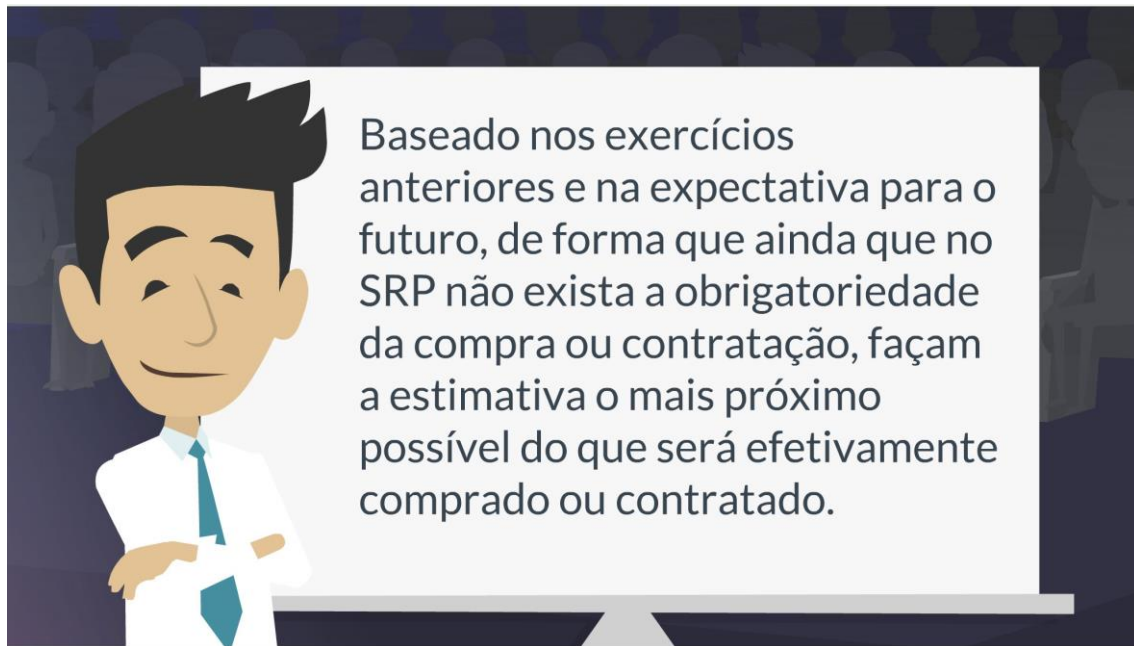 Baseado nos exercícios
anteriores e na expectativa para o
futuro, de forma que ainda que no
SRP não exista a obrigatoriedade
da compra ou contratação, façam
a estimativa o mais próximo
possível do que será efetivamente
comprado ou contratado.